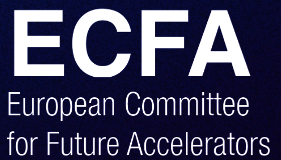 ECFA
European Committee
for Future Accelerators